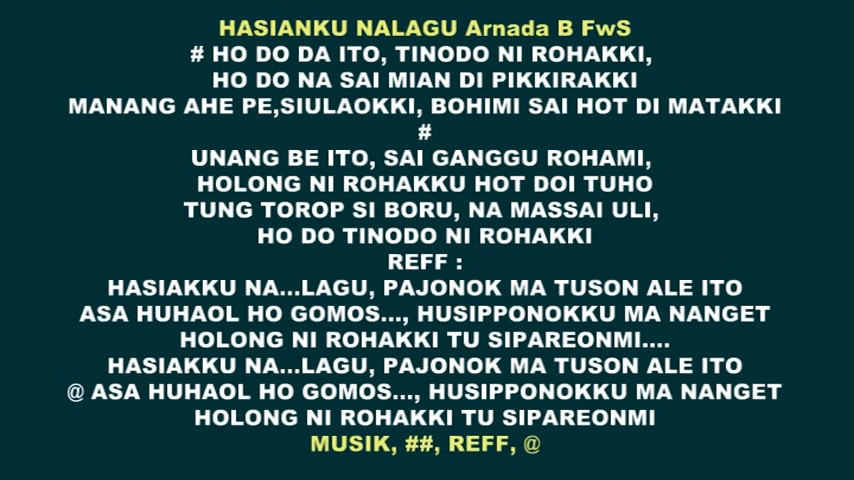 HASIANKU NALAGU Arnada B FwS
# HO DO DA ITO, TINODO NI ROHAKKI,
HO DO NA SAI MIAN DI PIKKIRAKKI
MANANG AHE PE,SIULAOKKI, BOHIMI SAI HOT DI MATAKKI
#
UNANG BE ITO, SAI GANGGU ROHAMI,
HOLONG NI ROHAKKU HOT DOI TUHO
TUNG TOROP SI BORU, NA MASSAI ULI,
HO DO TINODO NI ROHAKKI
REFF :
HASIAKKU NA...LAGU, PAJONOK MA TUSON ALE ITO
ASA HUHAOL HO GOMOS..., HUSIPPONOKKU MA NANGET
HOLONG NI ROHAKKI TU SIPAREONMI....
HASIAKKU NA...LAGU, PAJONOK MA TUSON ALE ITO
@ ASA HUHAOL HO GOMOS..., HUSIPPONOKKU MA NANGET
HOLONG NI ROHAKKI TU SIPAREONMI
MUSIK, ##, REFF, @